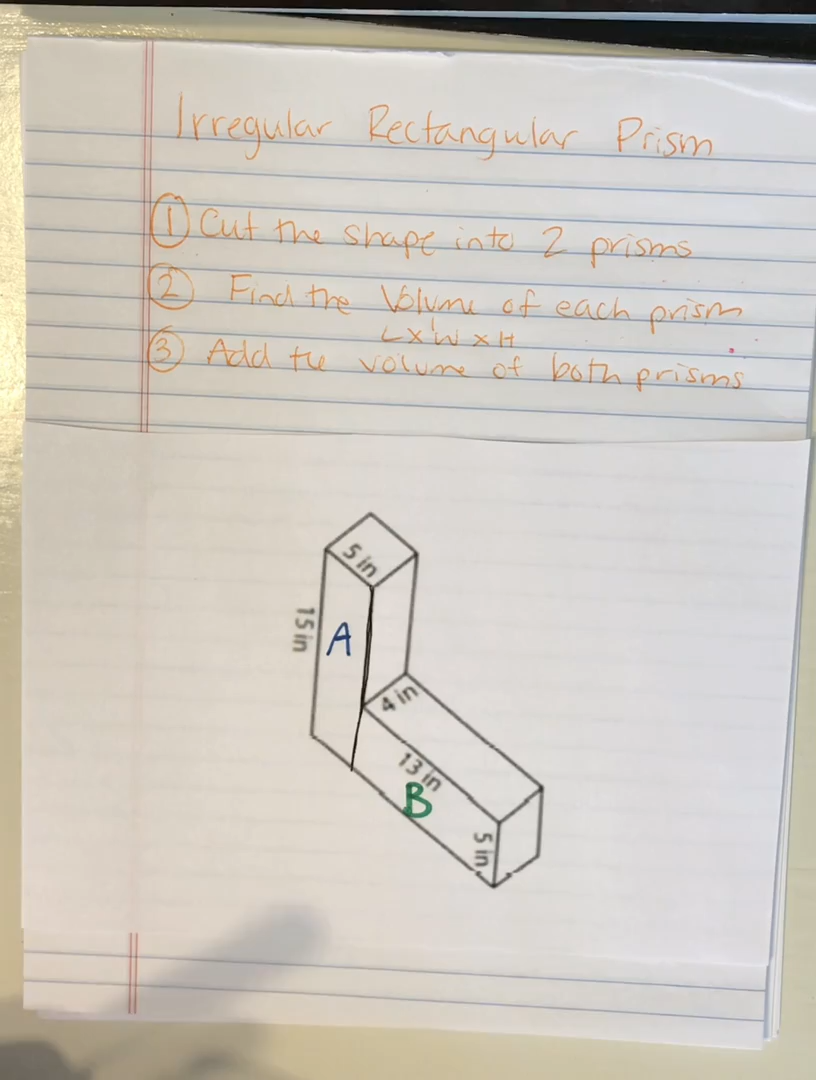 Irregular Rectangular Prism
① Cut the shape into 2 prisms
② Find the Volume of each prism
L x W x H
③ Add the volume of both prisms
5 in
15 in
A
4 in
13 in
B
5 in